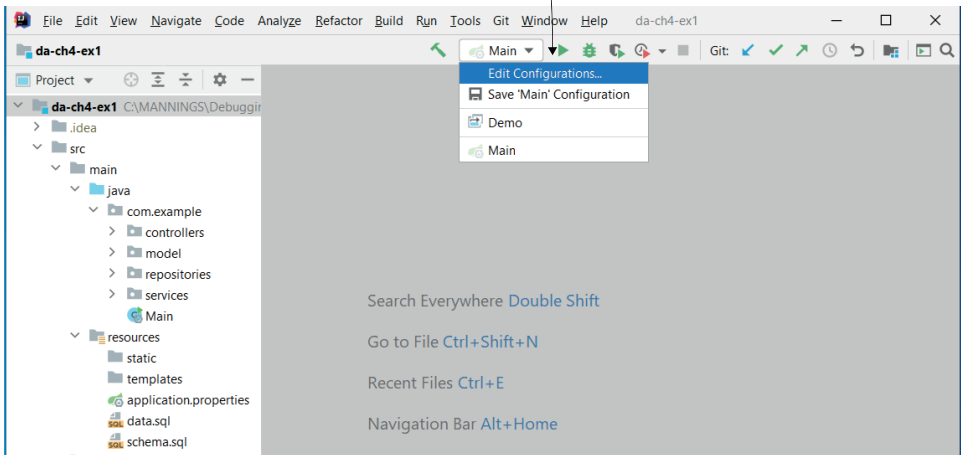 File Edit View Navigate Code Analyze Refactor Build Run Tools Git Window Help da-ch4-ex1
da-ch4-ex1 Main Git:
Project
Edit Configurations...
Save 'Main' Configuration
Demo
Main
da-ch4-ex1 C:\MANNINGS\Debuggin
.idea
src
main
java
com.example
controllers
model
repositories
services
Main
resources
static
templates
application.properties
data.sql
schema.sql
Search Everywhere Double Shift
Go to File Ctrl+Shift+N
Recent Files Ctrl+E
Navigation Bar Alt+Home